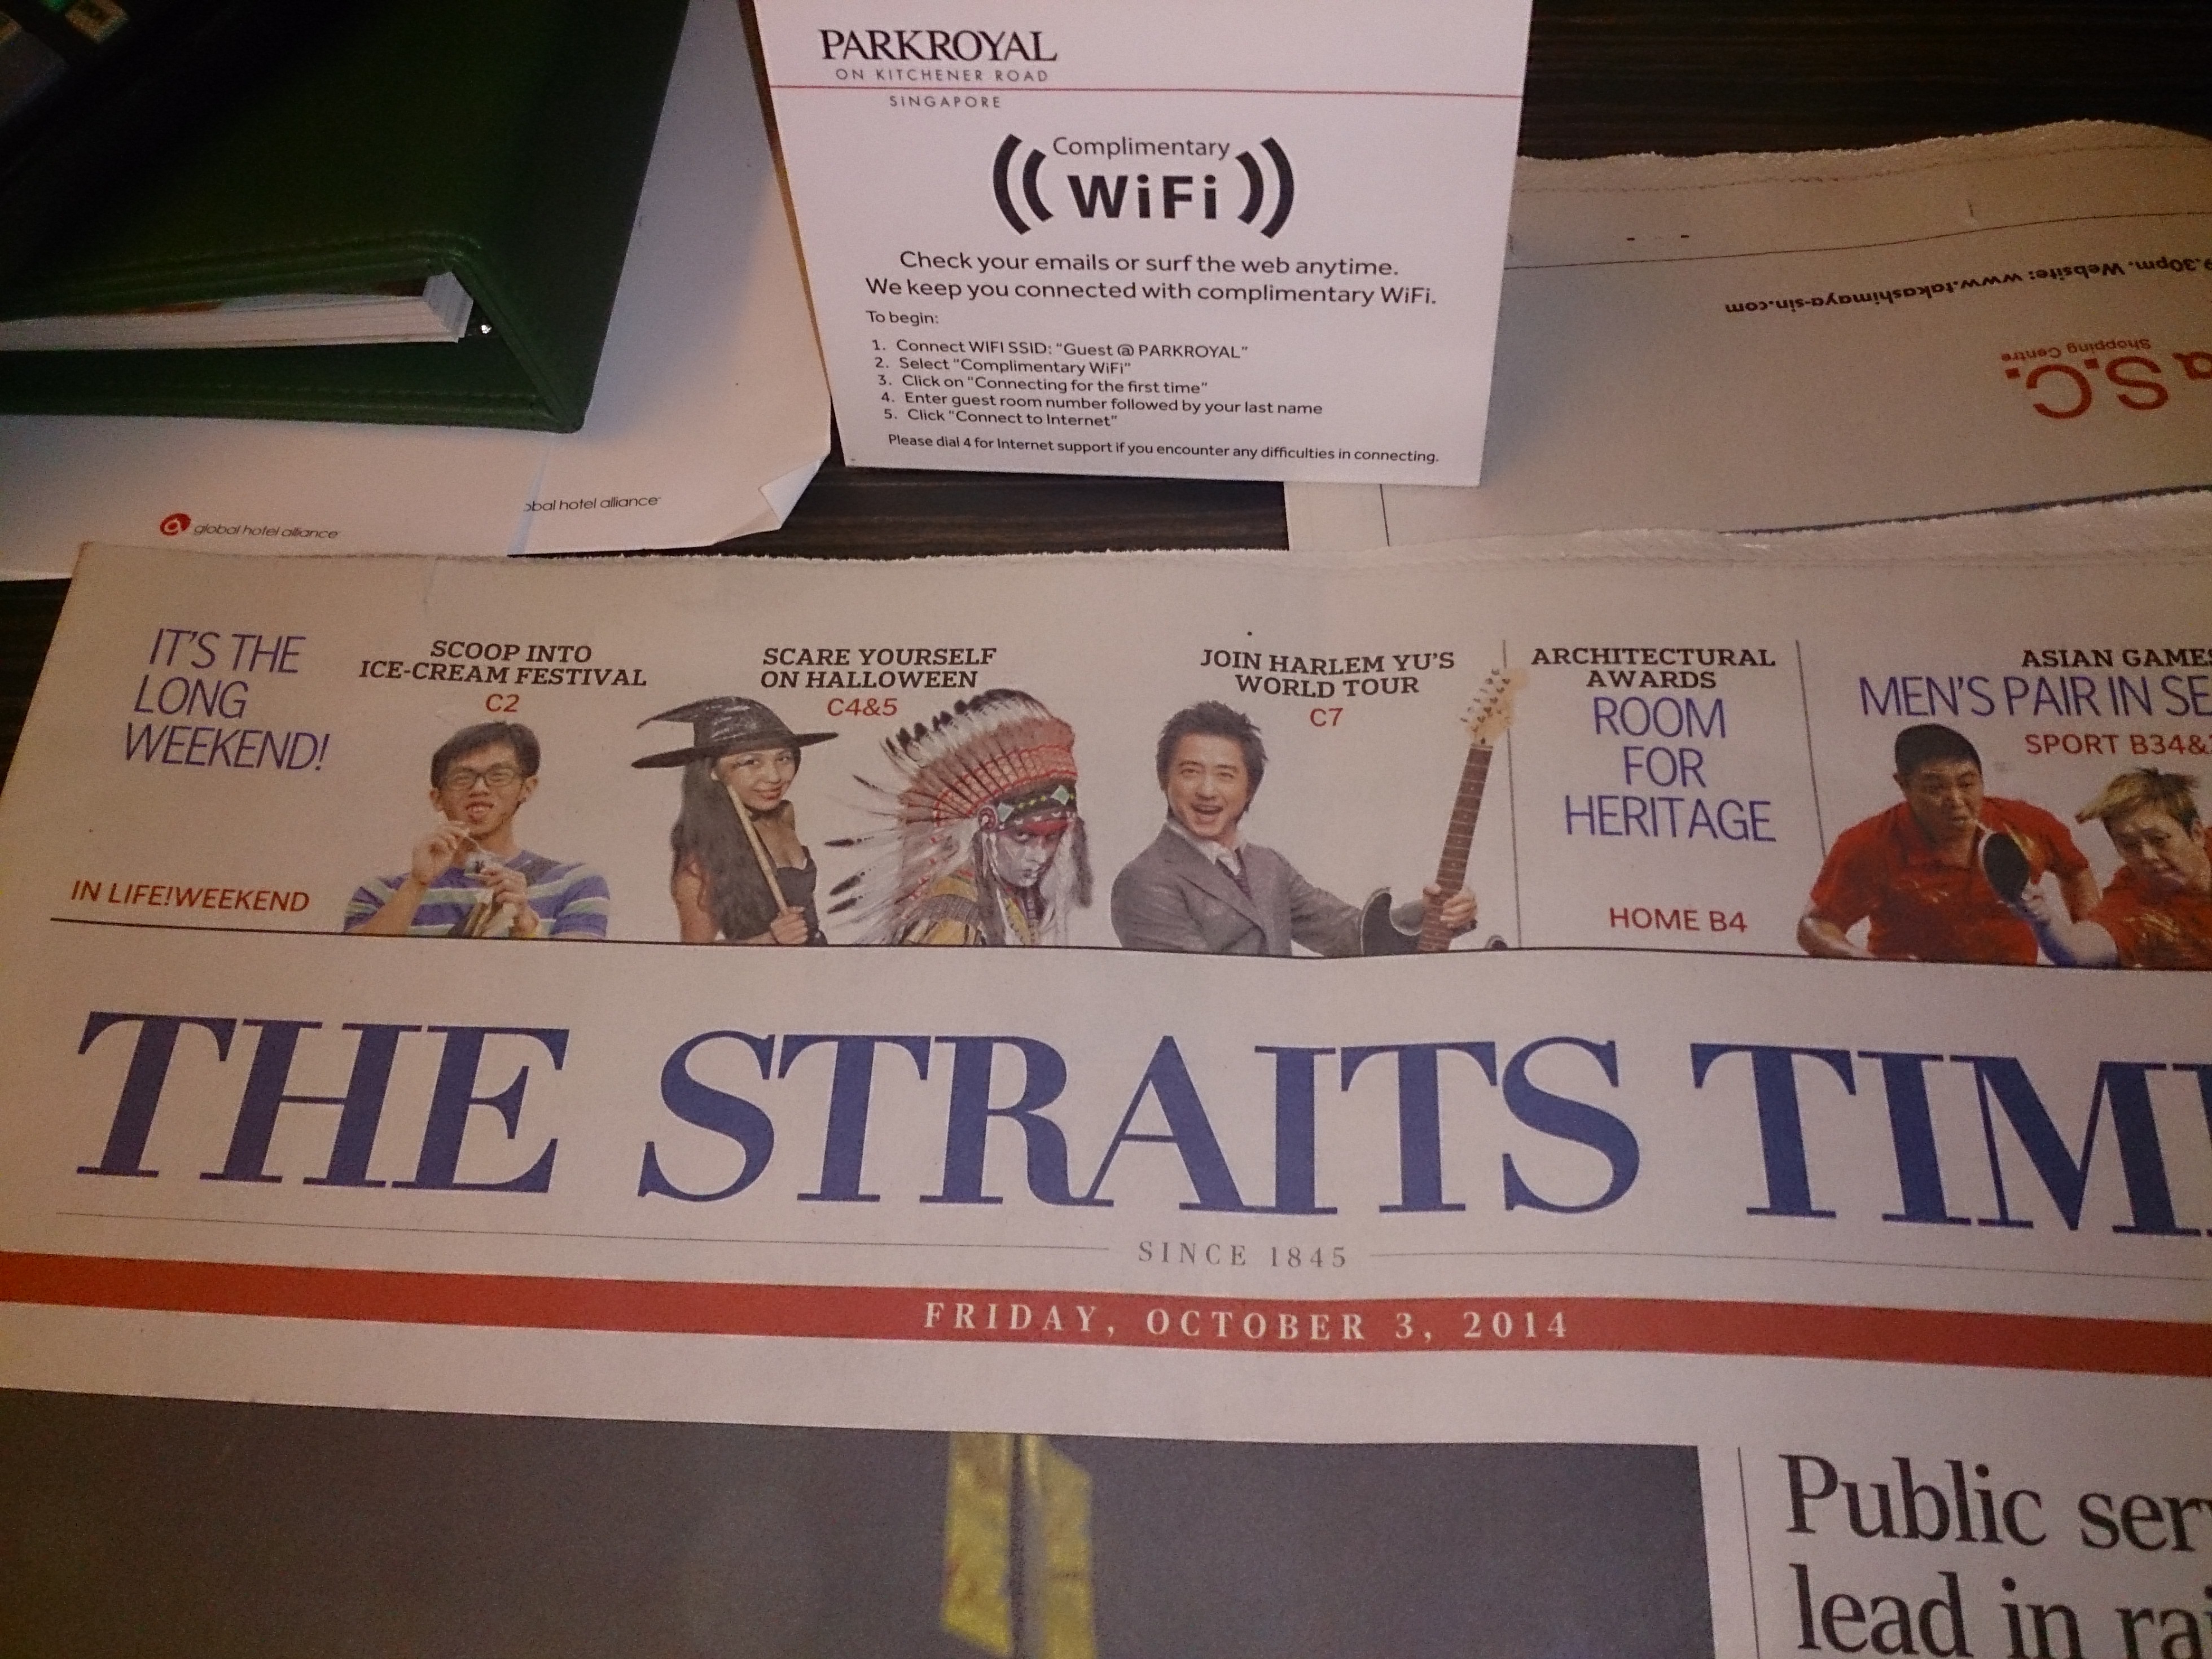 PARKROYAL
ON KITCHENER ROAD
SINGAPORE
Complimentary
WiFi
Check your emails or surf the web anytime.
We keep you connected with complimentary WiFi.
To begin:
1. Connect WIFI SSID: "Guest @ PARKROYAL"
2. Select "Complimentary WiFi"
3. Click on "Connecting for the first time"
4. Enter guest room number followed by your last name
5. Click "Connect to Internet"
Please dial 4 for Internet support if you encounter any difficulties in connecting.
9.30pm. Website: www.takashimaya-sin.com
a S.C.
Shopping Centre
global hotel alliance
obal hotel alliance
IT'S THE
LONG
WEEKEND!
IN LIFE!WEEKEND
SCOOP INTO
ICE-CREAM FESTIVAL
C2
SCARE YOURSELF
ON HALLOWEEN
C4&5
JOIN HARLEM YU'S
WORLD TOUR
C7
ARCHITECTURAL
AWARDS
ROOM
FOR
HERITAGE
HOME B4
ASIAN GAMES
MEN'S PAIR IN SE
SPORT B34&
THE STRAITS TIM
SINCE 1845
FRIDAY, OCTOBER 3, 2014
Public ser
lead in rai